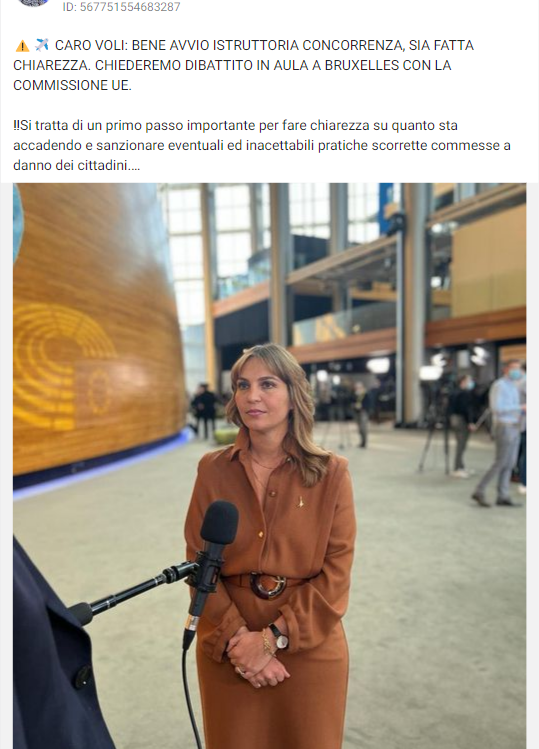 ID: 567751554683287
⚠️ ✈️ CARO VOLI: BENE AVVIO ISTRUTTORIA CONCORRENZA, SIA FATTA
CHIAREZZA. CHIEDEREMO DIBATTITO IN AULA A BRUXELLES CON LA
COMMISSIONE UE.
‼️Si tratta di un primo passo importante per fare chiarezza su quanto sta
accadendo e sanzionare eventuali ed inacettabili pratiche scorrette commesse a
danno dei cittadini....